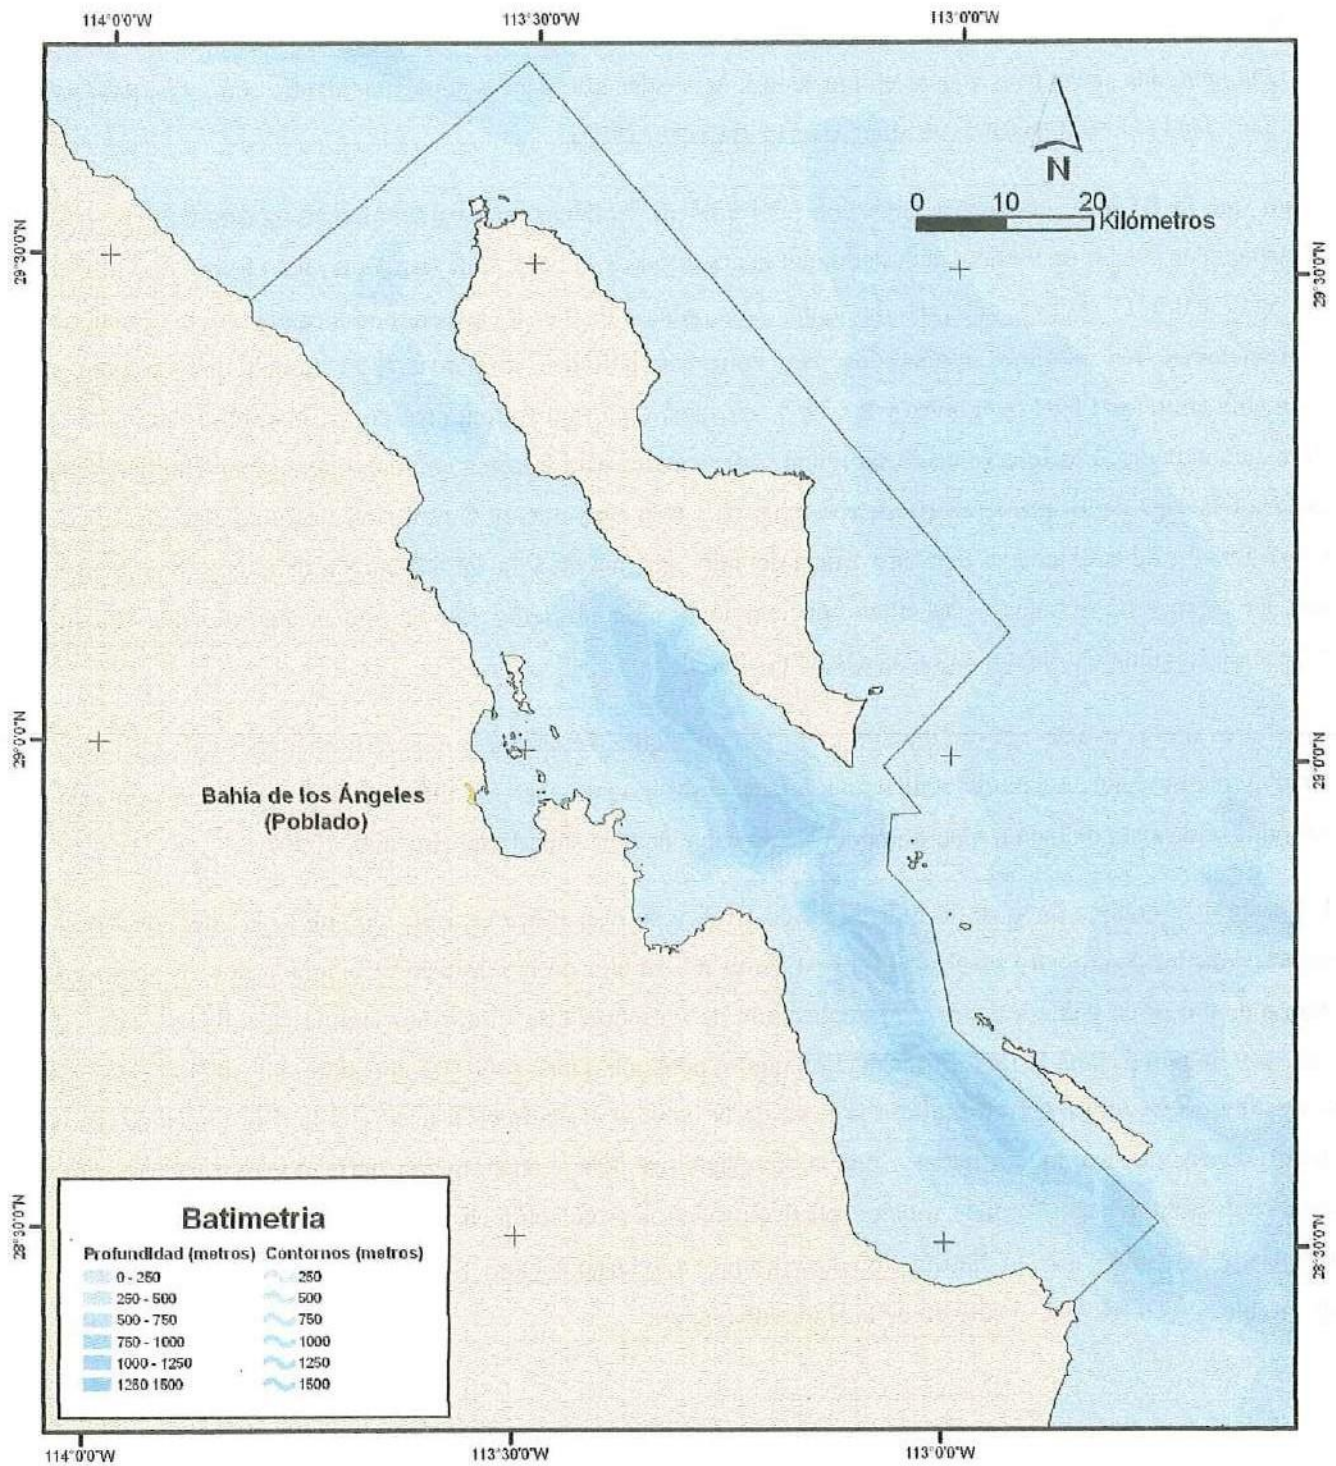 114°0'0"W 113°30'0"W 113°0'0"W
N
0 10 20
Kilómetros
29°30'0"N
29°30'0"N
29°0'0"N
29°0'0"N
Bahía de los Ángeles
(Poblado)
28°30'0"N
28°30'0"N
Batimetria
Profundidad (metros) Contornos (metros)
0 - 250 250
250 - 500 500
500 - 750 750
750 - 1000 1000
1000 - 1250 1250
1250 1500 1500
114°0'0"W 113°30'0"W 113°0'0"W